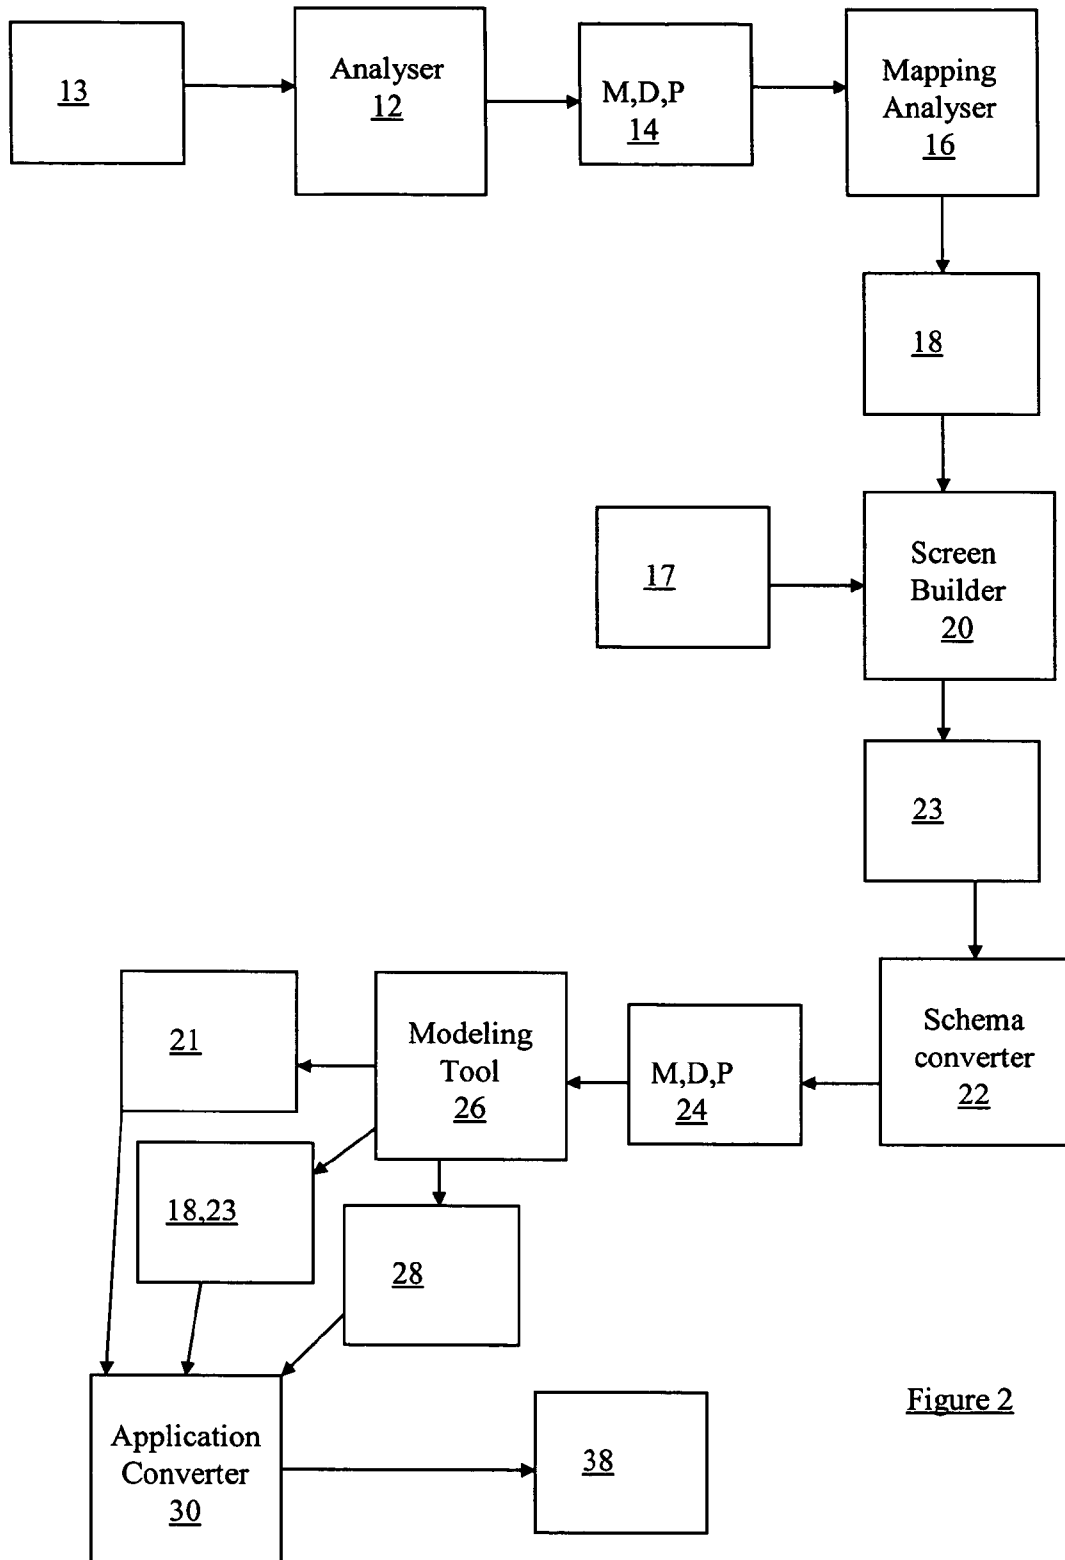 13
Analyser
12
M,D,P
14
Mapping
Analyser
16
18
17
Screen
Builder
20
23
21
Modeling
Tool
26
M,D,P
24
Schema
converter
22
18,23
28
Application
Converter
30
38
Figure 2